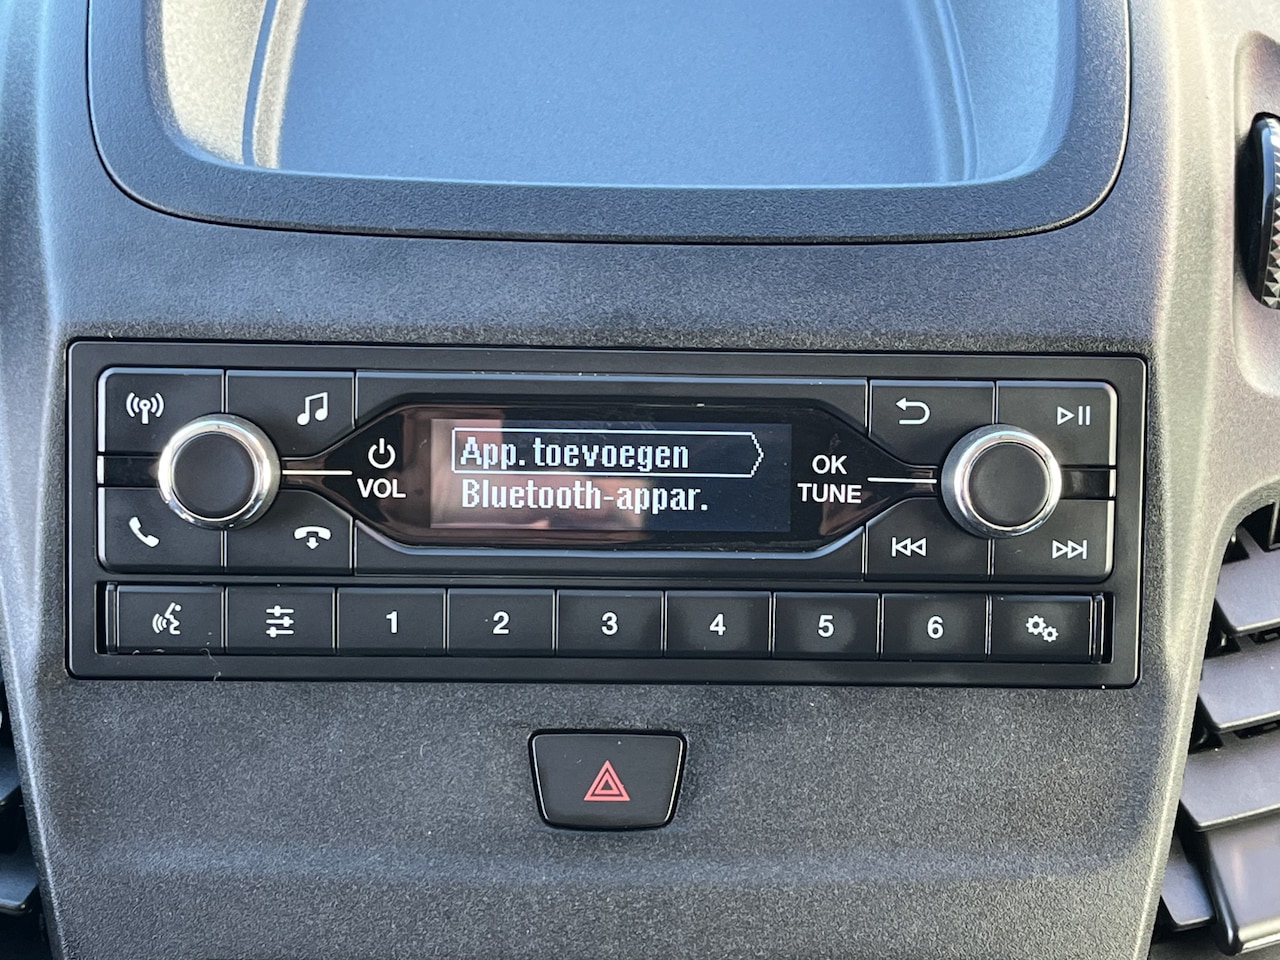 App. toevoegen
Bluetooth-appar.
VOL
OK
TUNE
1 2 3 4 5 6